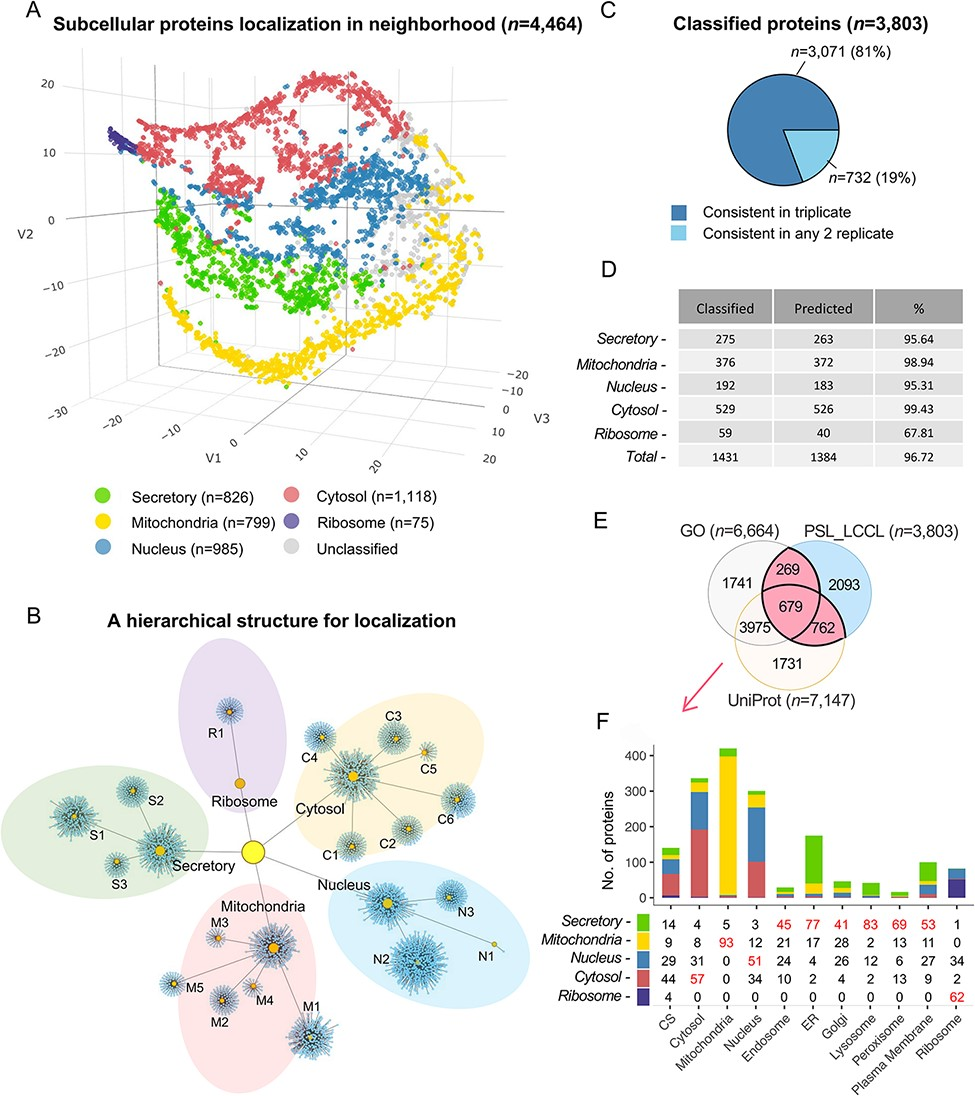 A
Subcellular proteins localization in neighborhood (n=4,464)
20
10
0
−10
−20
V2
−30
−20
−10
0
10
20
V1
−20
−10
0
10
20
V3
Secretory (n=826)
Mitochondria (n=799)
Nucleus (n=985)
Cytosol (n=1,118)
Ribosome (n=75)
Unclassified
B
A hierarchical structure for localization
R1
Ribosome
C3
C4
C5
Cytosol
C6
C2
C1
S2
S1
S3
Secretory
Nucleus
N3
N1
N2
Mitochondria
M3
M5
M4
M2
M1
C
Classified proteins (n=3,803)
n=3,071 (81%)
n=732 (19%)
Consistent in triplicate
Consistent in any 2 replicate
D
Classified Predicted %
Secretory - 275 263 95.64
Mitochondria - 376 372 98.94
Nucleus - 192 183 95.31
Cytosol - 529 526 99.43
Ribosome - 59 40 67.81
Total - 1431 1384 96.72
E
GO (n=6,664) PSL_LCCL (n=3,803)
1741
269
2093
679
3975
762
1731
UniProt (n=7,147)
F
No. of proteins
400
300
200
100
0
Secretory - 14 4 5 3 45 77 41 83 69 53 1
Mitochondria - 9 8 93 12 21 17 28 2 13 11 0
Nucleus - 29 31 0 51 24 4 26 12 6 27 34
Cytosol - 44 57 0 34 10 2 4 2 13 9 2
Ribosome - 4 0 0 0 0 0 0 0 0 0 62
CS
Cytosol
Mitochondria
Nucleus
Endosome
ER
Golgi
Lysosome
Peroxisome
Plasma Membrane
Ribosome